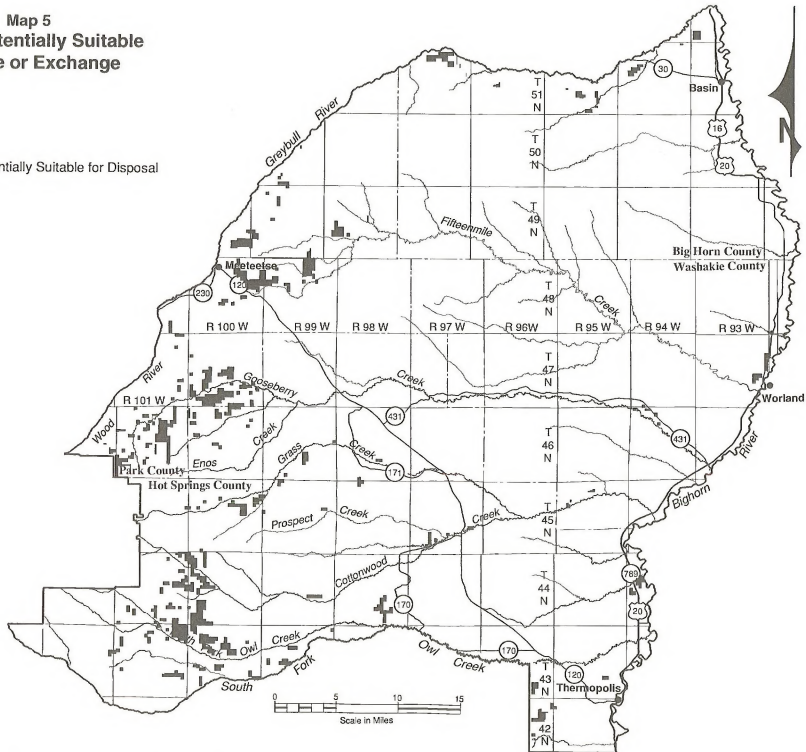 Map 5
tentially Suitable
e or Exchange
entially Suitable for Disposal
N
Greybull River
T 51 N
30
Basin
16
20
T 50 N
T 49 N
Fifteenmile Creek
Big Horn County
Washakie County
Meeteetse
120
230
T 48 N
R 100 W
R 99 W
R 98 W
R 97 W
R 96W
R 95 W
R 94 W
R 93 W
T 47 N
Wood River
R 101 W
Gooseberry Creek
Worland
431
431
Enos Creek
Grass Creek
171
T 46 N
Park County
Hot Springs County
Bighorn River
Prospect Creek
T 45 N
Cottonwood Creek
789
T 44 N
20
170
Owl Creek
170
South Fork Owl Creek
T 43 N
120
Thermopolis
T 42 N
0 5 10 15
Scale in Miles